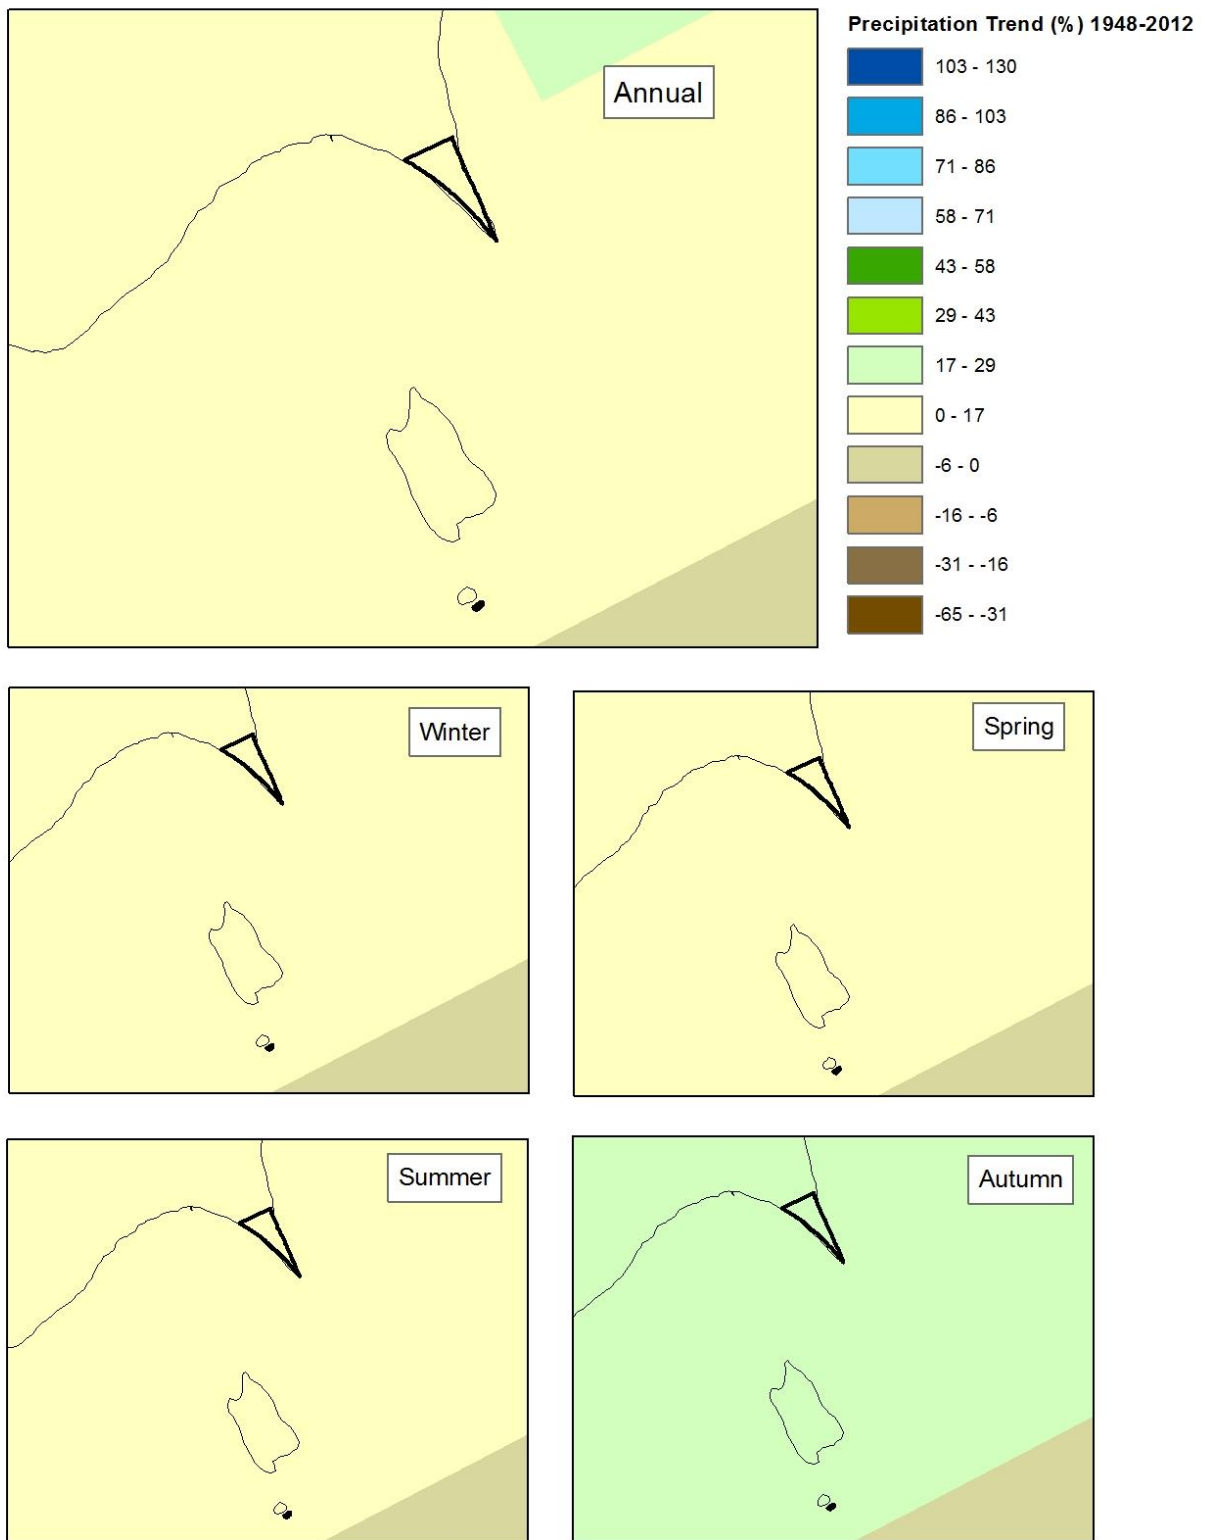 Annual
Precipitation Trend (%) 1948-2012
103 - 130
86 - 103
71 - 86
58 - 71
43 - 58
29 - 43
17 - 29
0 - 17
-6 - 0
-16 - -6
-31 - -16
-65 - -31
Winter
Spring
Summer
Autumn